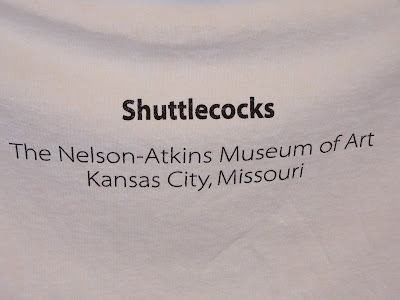 Shuttlecocks
The Nelson-Atkins Museum of Art
Kansas City, Missouri